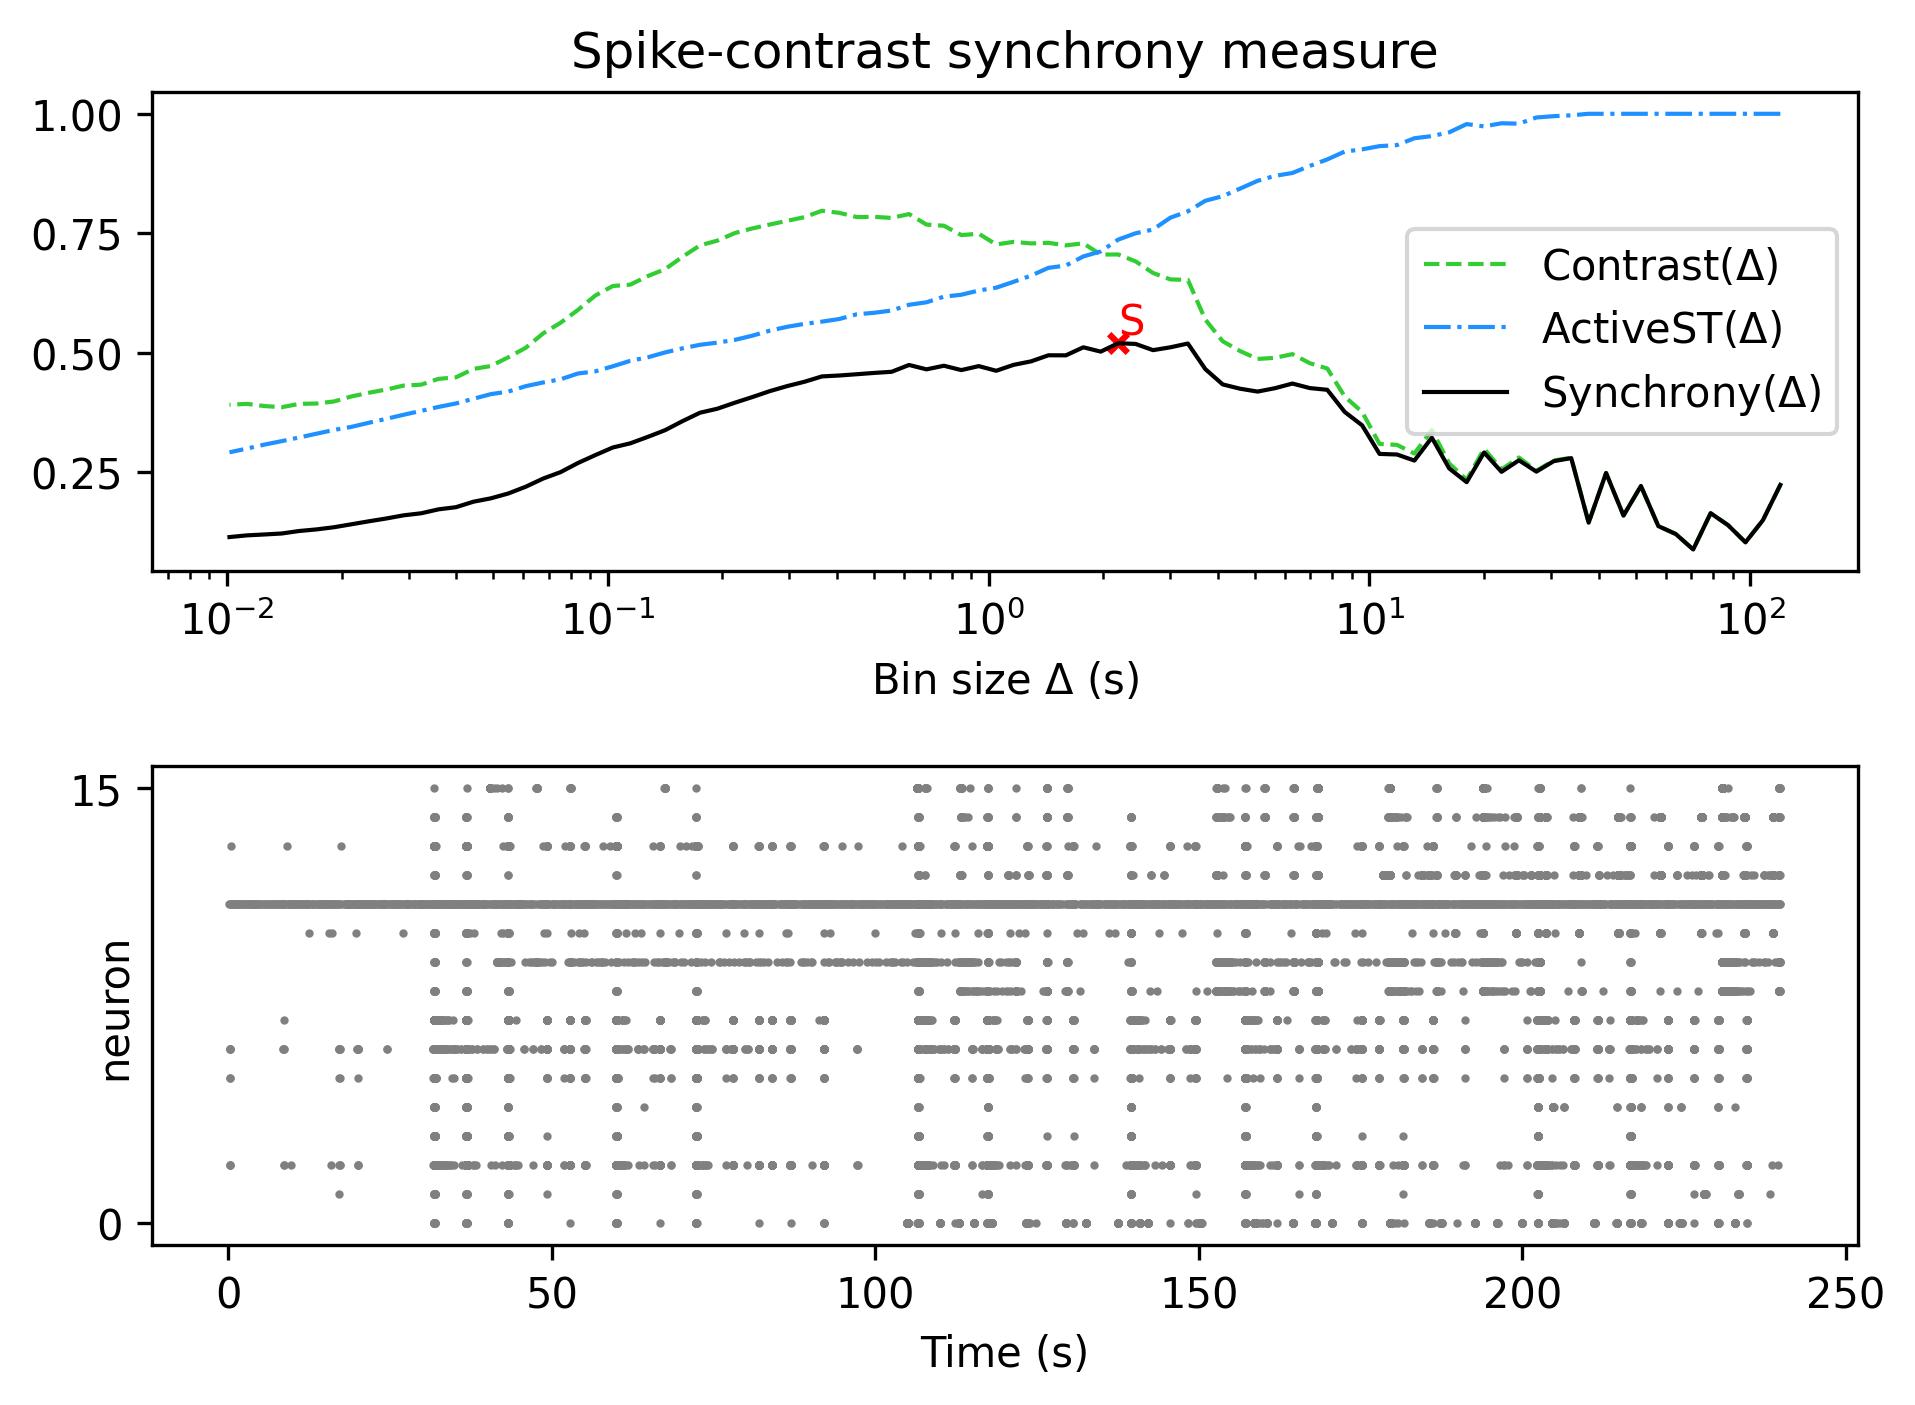 Spike-contrast synchrony measure
1.00
0.75
0.50
0.25
Contrast(Δ)
ActiveST(Δ)
Synchrony(Δ)
S
10⁻² 10⁻¹ 10⁰ 10¹ 10²
Bin size Δ (s)
15
0
neuron
0 50 100 150 200 250
Time (s)